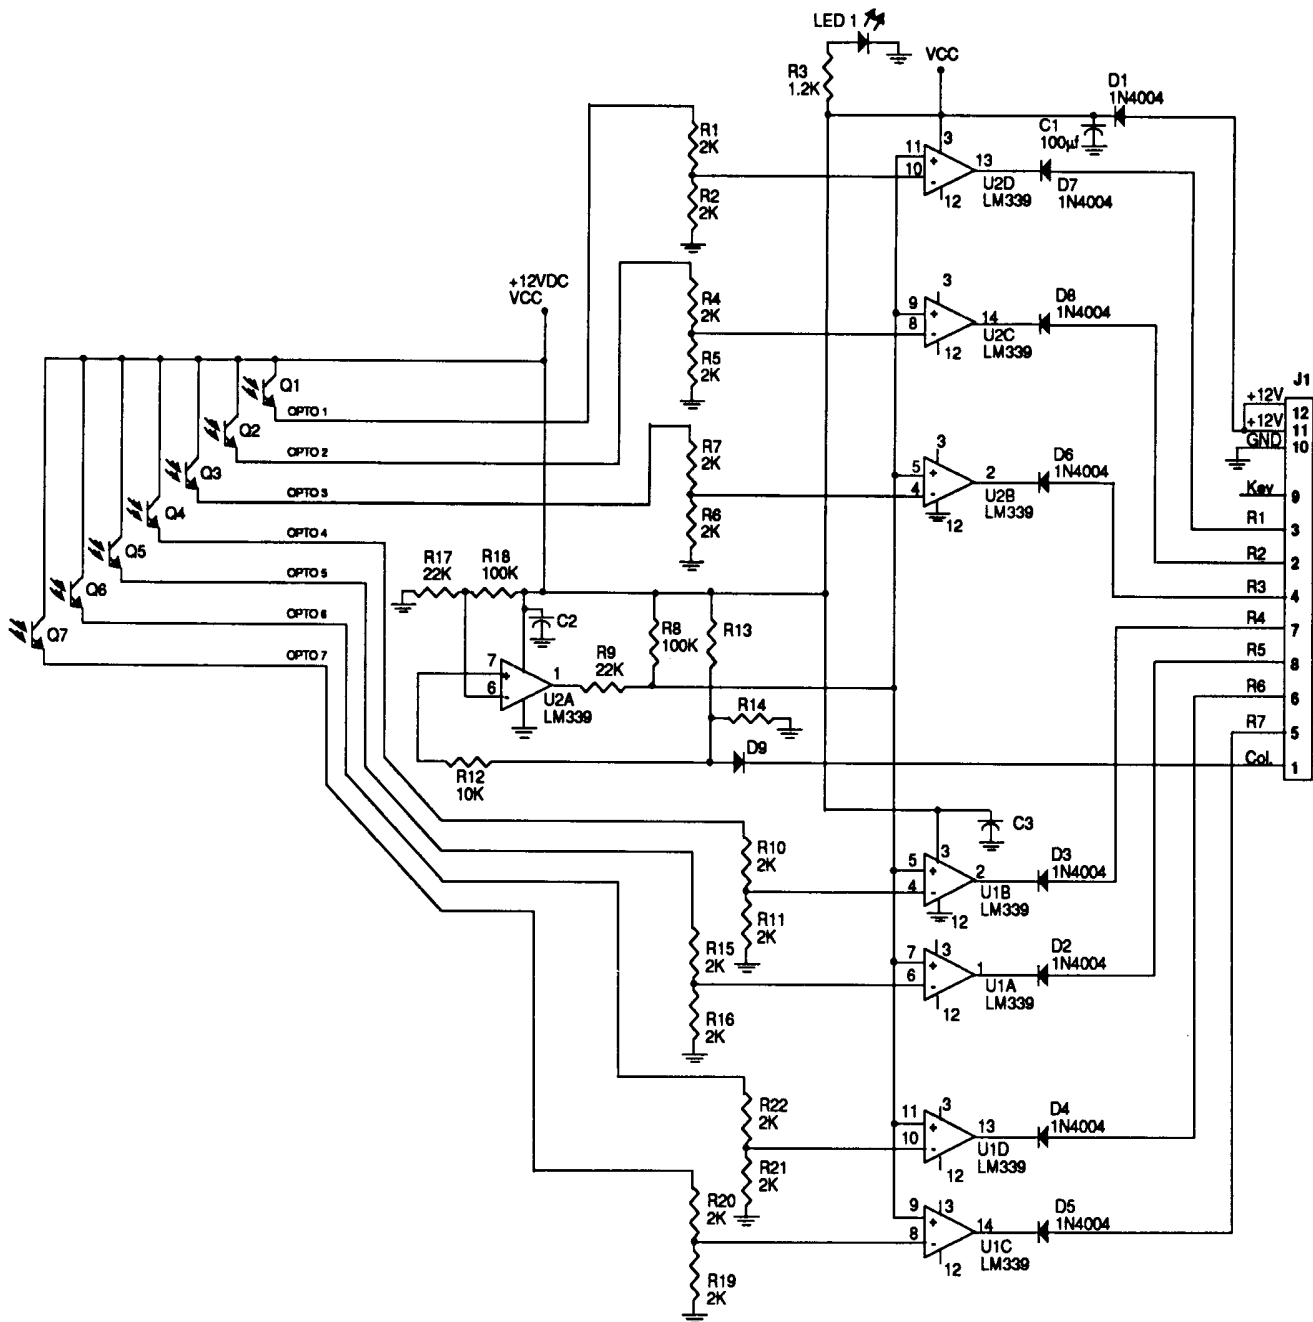 LED 1
VCC
R3
1.2K
D1
1N4004
C1
100µf
R1
2K
3
11
10
13
12
U2D
LM339
D7
1N4004
R2
2K
+12VDC
VCC
R4
2K
3
9
8
14
12
U2C
LM339
D8
1N4004
R5
2K
J1
+12V
12
+12V
11
GND
10
Key
9
R1
3
R2
2
R3
4
R4
7
R5
8
R6
6
R7
5
Col.
1
Q1
OPTO 1
Q2
OPTO 2
Q3
OPTO 3
Q4
OPTO 4
Q5
OPTO 5
Q6
OPTO 6
Q7
OPTO 7
R7
2K
3
5
4
2
12
U2B
LM339
D6
1N4004
R6
2K
R17
22K
R18
100K
C2
R8
100K
R13
7
6
1
U2A
LM339
R9
22K
R14
D9
R12
10K
C3
R10
2K
3
5
4
2
12
U1B
LM339
D3
1N4004
R11
2K
R15
2K
3
7
6
1
12
U1A
LM339
D2
1N4004
R16
2K
R22
2K
3
11
10
13
12
U1D
LM339
D4
1N4004
R21
2K
R20
2K
3
9
8
14
12
U1C
LM339
D5
1N4004
R19
2K